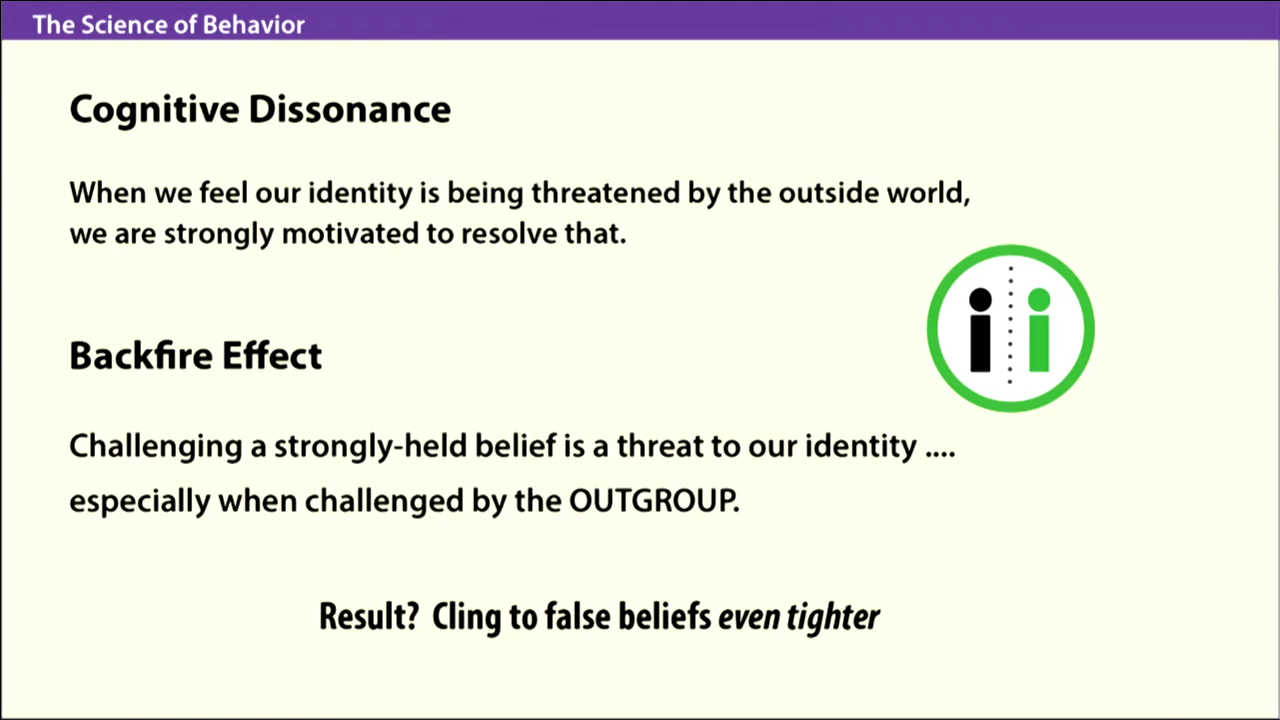 The Science of Behavior
Cognitive Dissonance
When we feel our identity is being threatened by the outside world,
we are strongly motivated to resolve that.
Backfire Effect
Challenging a strongly-held belief is a threat to our identity ....
especially when challenged by the OUTGROUP.
Result? Cling to false beliefs even tighter